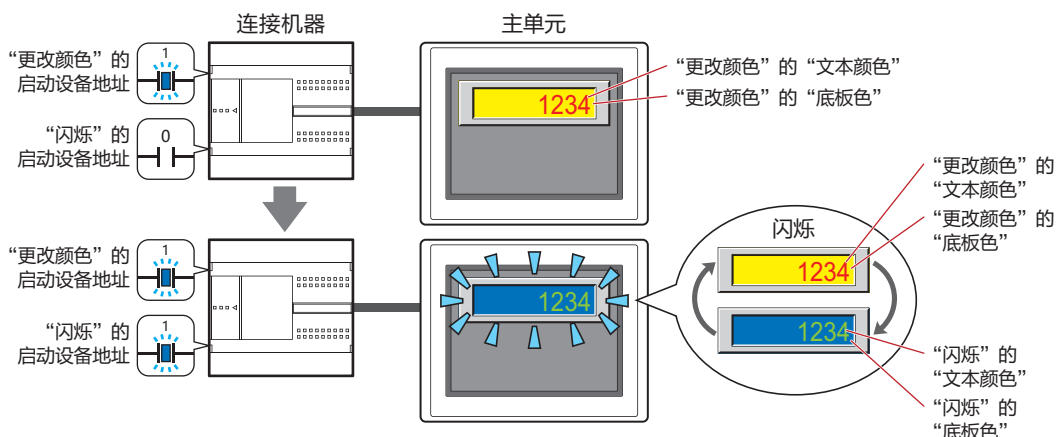 连接机器
主单元
“更改颜色”的
启动设备地址
1
“闪烁”的
启动设备地址
0
1234
“更改颜色”的“文本颜色”
“更改颜色”的“底板色”
“更改颜色”的
启动设备地址
1
“闪烁”的
启动设备地址
1
1234
闪烁
1234
1234
“更改颜色”的
“文本颜色”
“更改颜色”的
“底板色”
“闪烁”的
“文本颜色”
“闪烁”的
“底板色”